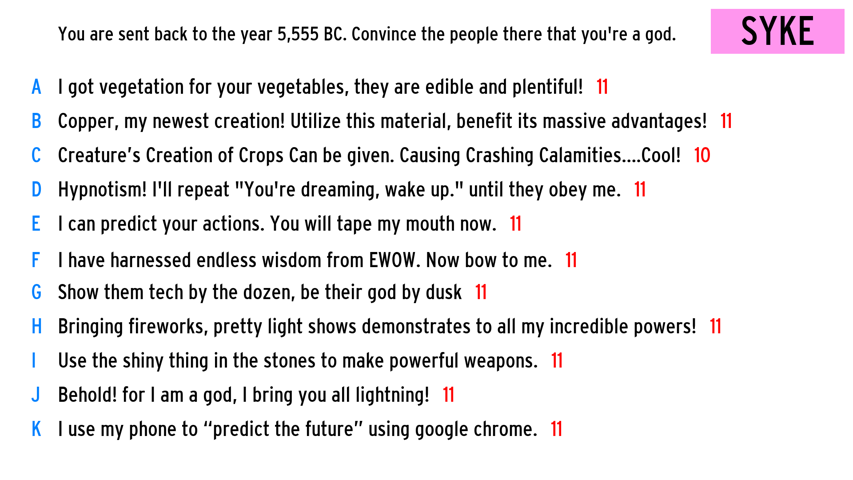 You are sent back to the year 5,555 BC. Convince the people there that you're a god.
SYKE
A I got vegetation for your vegetables, they are edible and plentiful! 11
B Copper, my newest creation! Utilize this material, benefit its massive advantages! 11
C Creature’s Creation of Crops Can be given. Causing Crashing Calamities....Cool! 10
D Hypnotism! I'll repeat "You're dreaming, wake up." until they obey me. 11
E I can predict your actions. You will tape my mouth now. 11
F I have harnessed endless wisdom from EWOW. Now bow to me. 11
G Show them tech by the dozen, be their god by dusk 11
H Bringing fireworks, pretty light shows demonstrates to all my incredible powers! 11
I Use the shiny thing in the stones to make powerful weapons. 11
J Behold! for I am a god, I bring you all lightning! 11
K I use my phone to “predict the future” using google chrome. 11